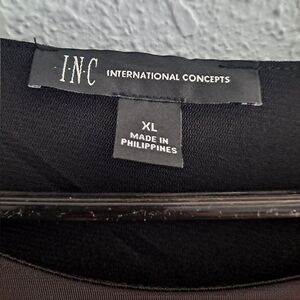 I·N·C INTERNATIONAL CONCEPTS
XL
MADE IN
PHILIPPINES